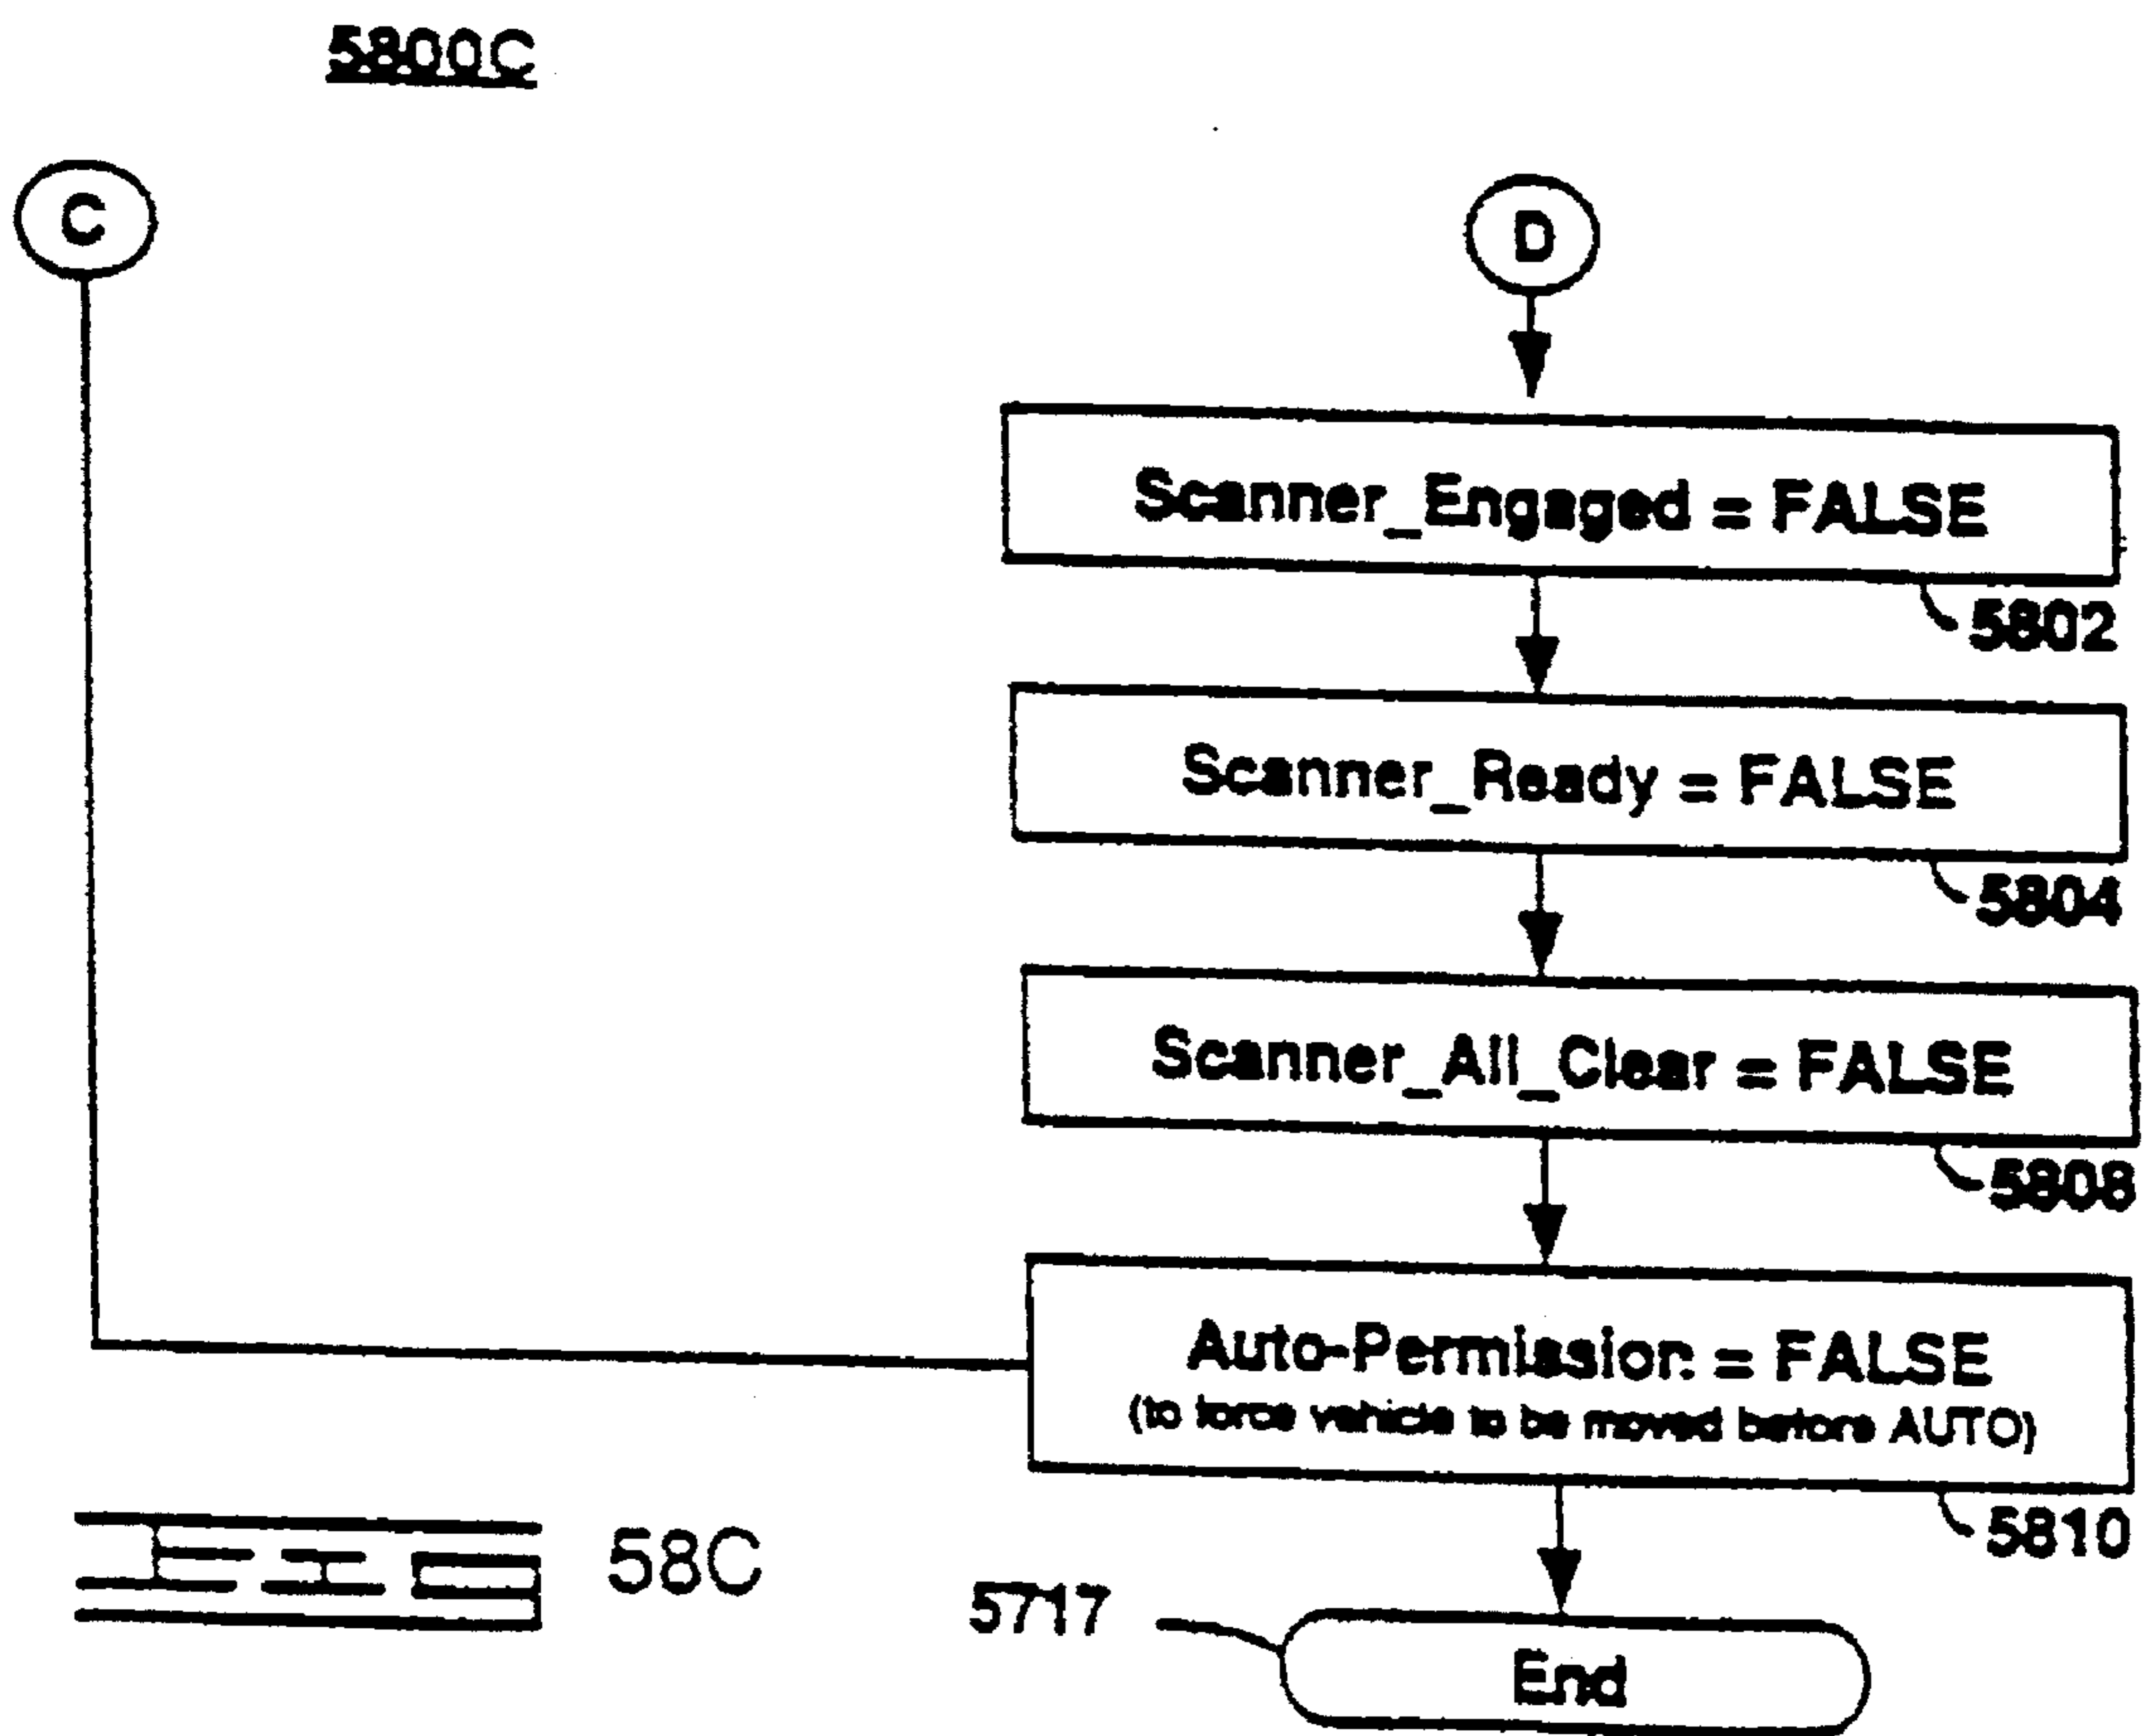 5800C
C
D
Scanner_Engaged = FALSE
5802
Scanner_Ready = FALSE
5804
Scanner_All_Clear = FALSE
5808
Auto-Permission = FALSE
(to force vehicle to be moved before AUTO)
5810
FIG 58C
5717
End